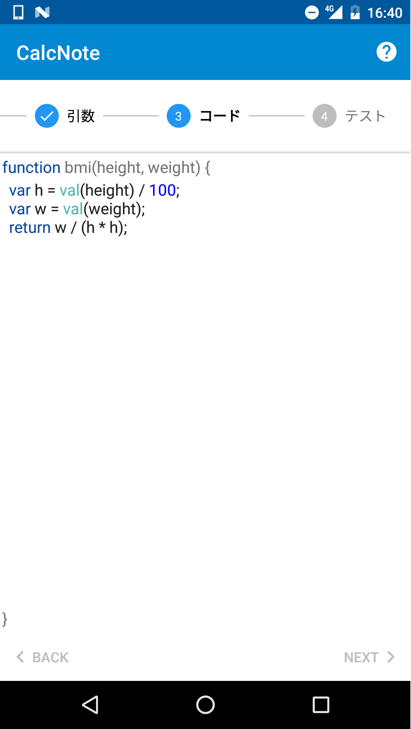 4G 16:40
CalcNote
引数 3 コード 4 テスト
function bmi(height, weight) {
var h = val(height) / 100;
var w = val(weight);
return w / (h * h);
}
BACK NEXT